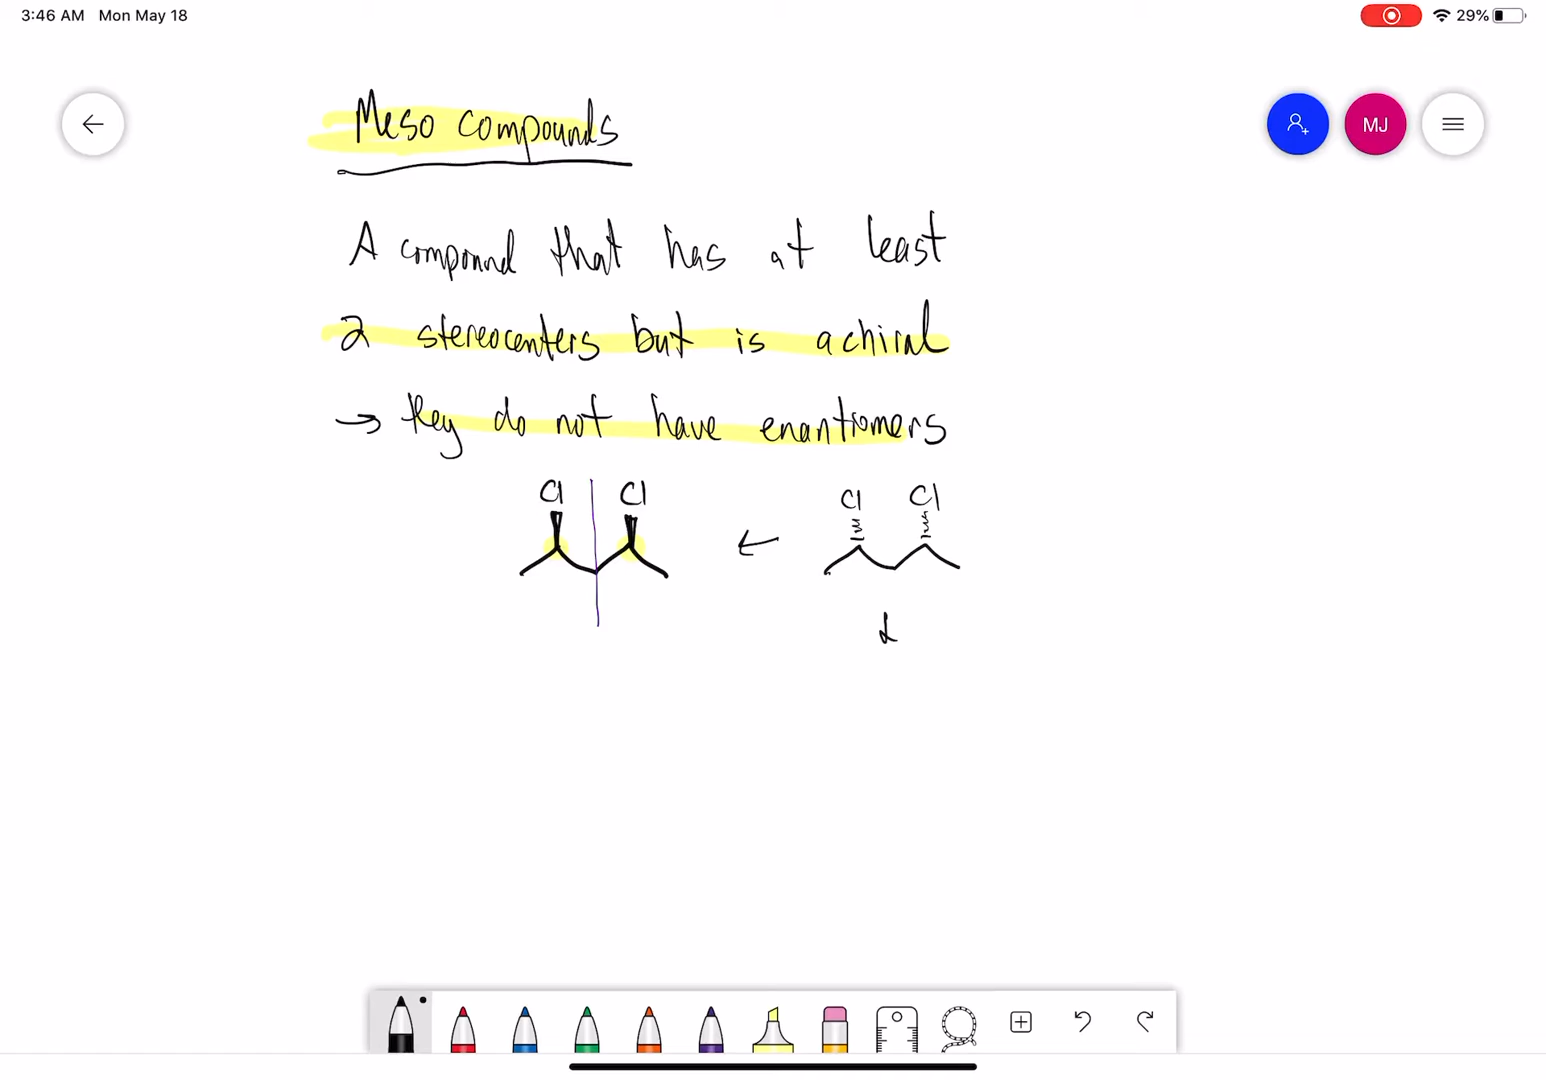 3:46 AM Mon May 18
29%
MJ
Meso compounds
A compound that has at least
2 stereocenters but is achiral
→ they do not have enantiomers
Cl Cl ← Cl Cl